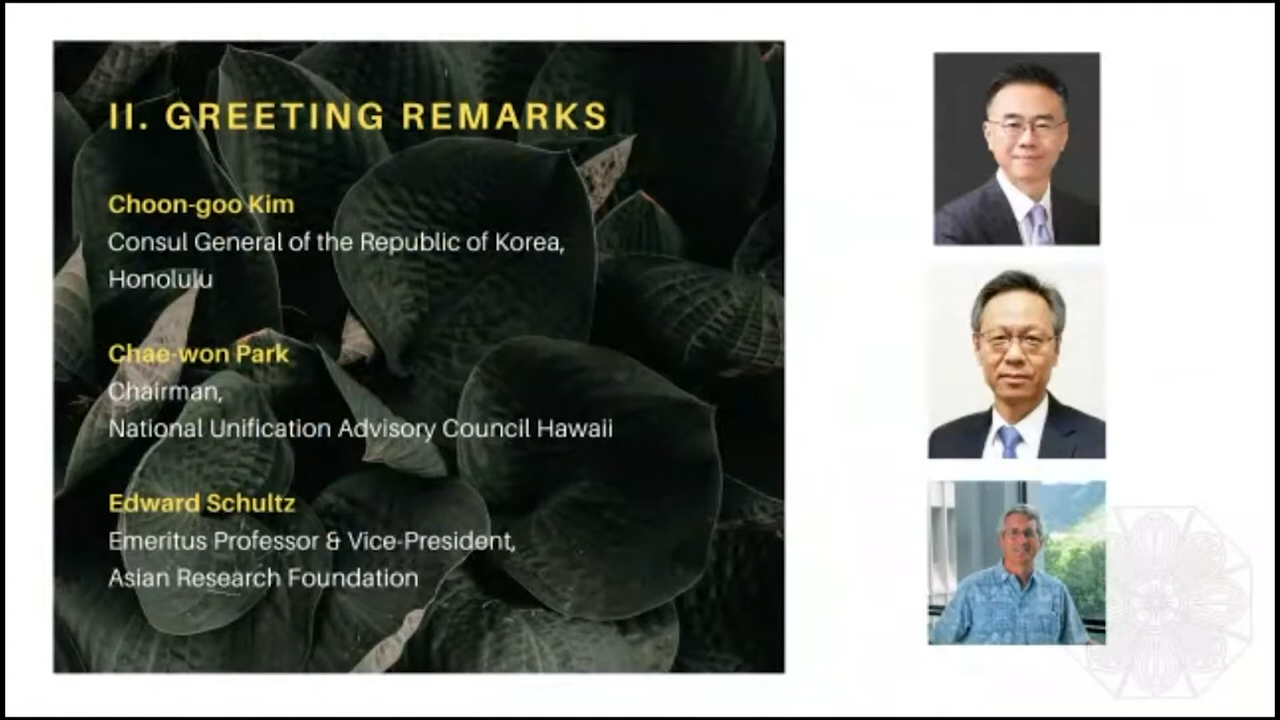 II. GREETING REMARKS
Choon-goo Kim
Consul General of the Republic of Korea,
Honolulu
Chae-won Park
Chairman,
National Unification Advisory Council Hawaii
Edward Schultz
Emeritus Professor & Vice-President,
Asian Research Foundation